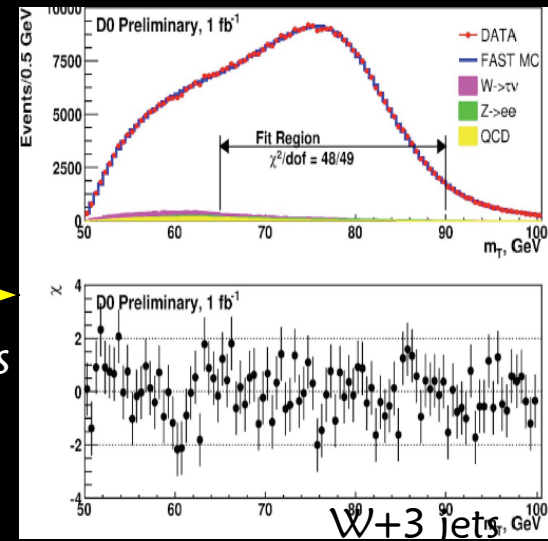 10000
D0 Preliminary, 1 fb⁻¹
Events/0.5 GeV
7500
5000
2500
0
DATA
FAST MC
W->τν
Z->ee
QCD
Fit Region
χ²/dof = 48/49
50 60 70 80 90 100
m_T, GeV
χ
4
2
0
-2
-4
D0 Preliminary, 1 fb⁻¹
s
50 60 70 80 90 100
W+3 jets